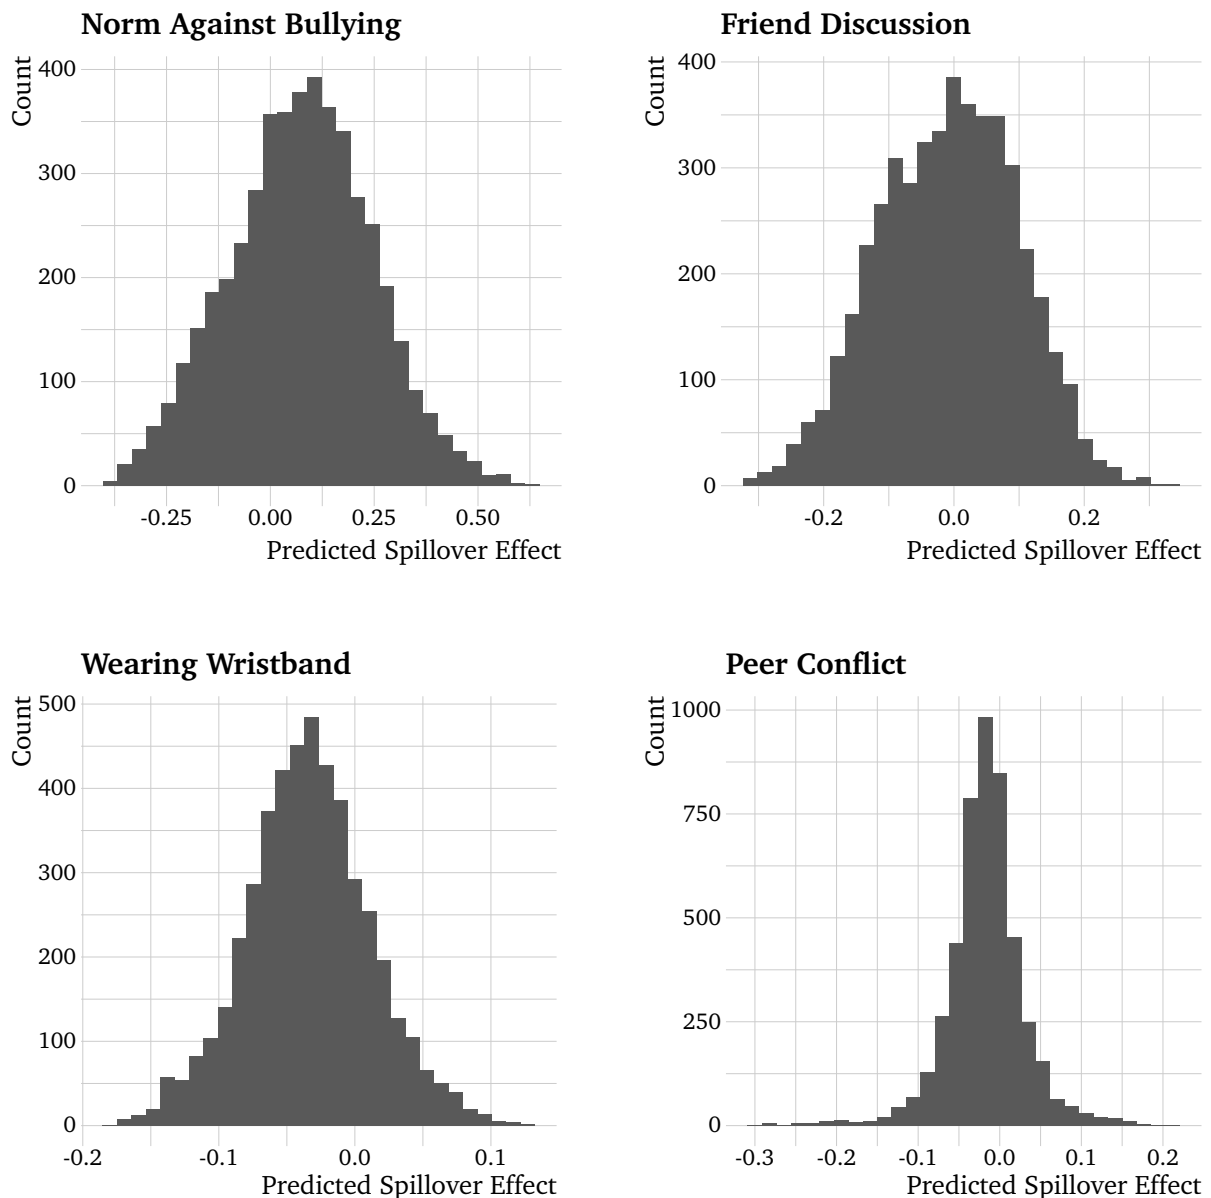 Norm Against Bullying
Count
400
300
200
100
0
-0.25 0.00 0.25 0.50
Predicted Spillover Effect
Friend Discussion
Count
400
300
200
100
0
-0.2 0.0 0.2
Predicted Spillover Effect
Wearing Wristband
Count
500
400
300
200
100
0
-0.2 -0.1 0.0 0.1
Predicted Spillover Effect
Peer Conflict
Count
1000
750
500
250
0
-0.3 -0.2 -0.1 0.0 0.1 0.2
Predicted Spillover Effect